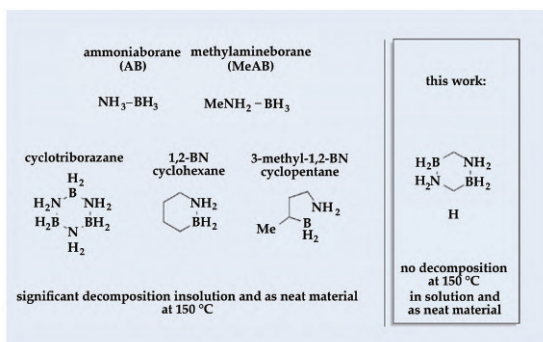 ammoniaborane methylamineborane
(AB) (MeAB)
NH3–BH3 MeNH2 – BH3
cyclotriborazane
H2
B
H2N NH2
H2B BH2
N
H2
1,2-BN
cyclohexane
NH2
BH2
3-methyl-1,2-BN
cyclopentane
NH2
Me B
H2
significant decomposition insolution and as neat material
at 150 °C
this work:
H2B NH2
H2N BH2
H
no decomposition
at 150 °C
in solution and
as neat material